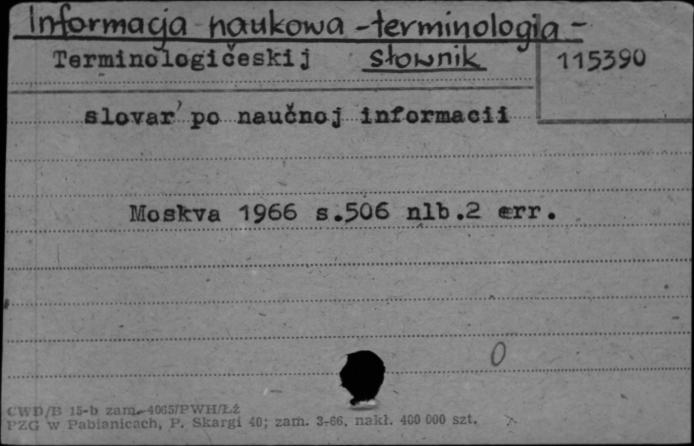 Informacja naukowa - terminologia -
Terminologičeskij słownik 115390
slovar' po naučnoj informacii
Moskva 1966 s.506 nlb.2 err.
0
CWD/B 15-b zam. 4065/PWH/Łż
PZG w Pabianicach, P. Skargi 40; zam. 3-66, nakł. 400 000 szt.